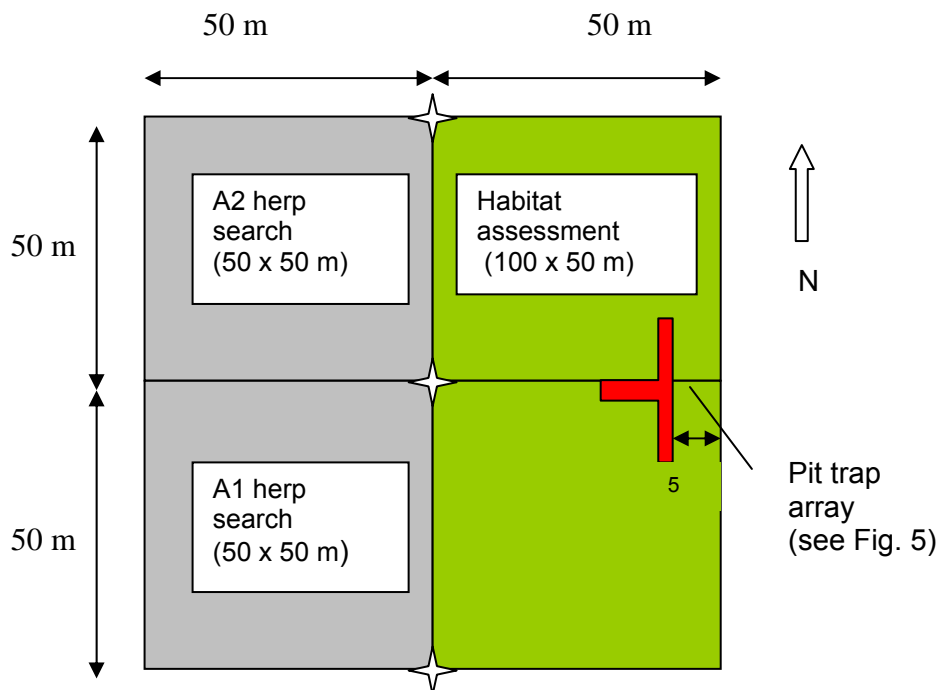 50 m
50 m
50 m
A2 herp
search
(50 x 50 m)
Habitat
assessment
(100 x 50 m)
N
50 m
A1 herp
search
(50 x 50 m)
5
Pit trap
array
(see Fig. 5)